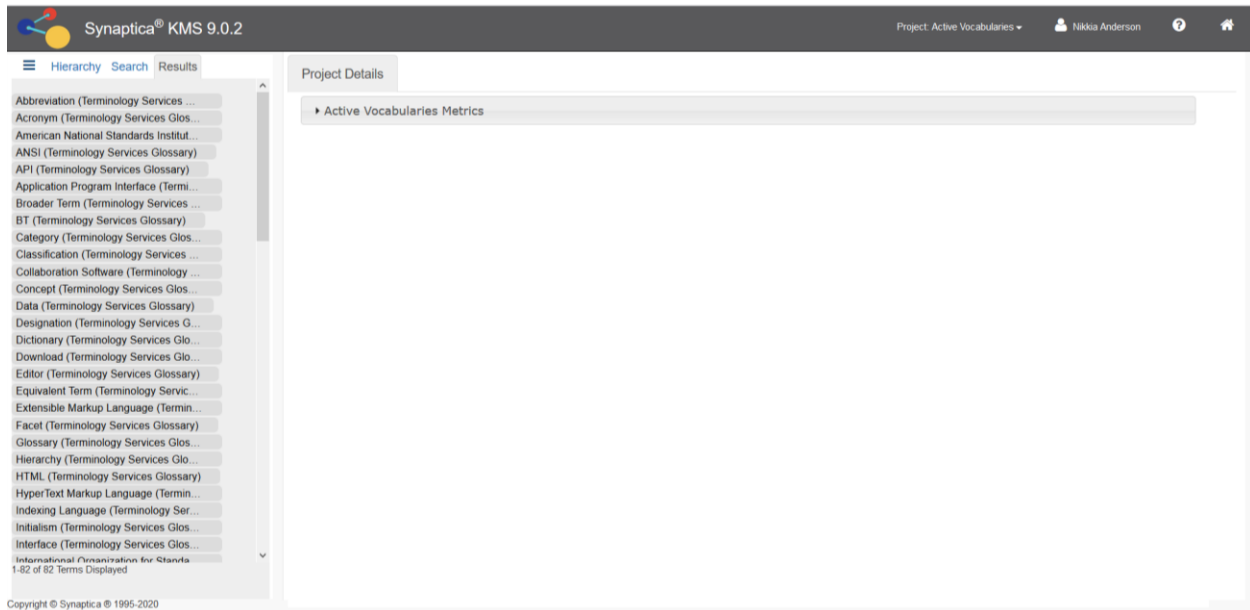 Synaptica® KMS 9.0.2
Project: Active Vocabularies
Nikkia Anderson
?
Hierarchy Search Results
Abbreviation (Terminology Services ...
Acronym (Terminology Services Glos...
American National Standards Institut...
ANSI (Terminology Services Glossary)
API (Terminology Services Glossary)
Application Program Interface (Termi...
Broader Term (Terminology Services ...
BT (Terminology Services Glossary)
Category (Terminology Services Glos...
Classification (Terminology Services ...
Collaboration Software (Terminology ...
Concept (Terminology Services Glos...
Data (Terminology Services Glossary)
Designation (Terminology Services G...
Dictionary (Terminology Services Glo...
Download (Terminology Services Glo...
Editor (Terminology Services Glossary)
Equivalent Term (Terminology Servic...
Extensible Markup Language (Termin...
Facet (Terminology Services Glossary)
Glossary (Terminology Services Glos...
Hierarchy (Terminology Services Glo...
HTML (Terminology Services Glossary)
HyperText Markup Language (Termin...
Indexing Language (Terminology Ser...
Initialism (Terminology Services Glos...
Interface (Terminology Services Glos...
International Organization for Standa...
1-82 of 82 Terms Displayed
Project Details
Active Vocabularies Metrics
Copyright © Synaptica ® 1995-2020